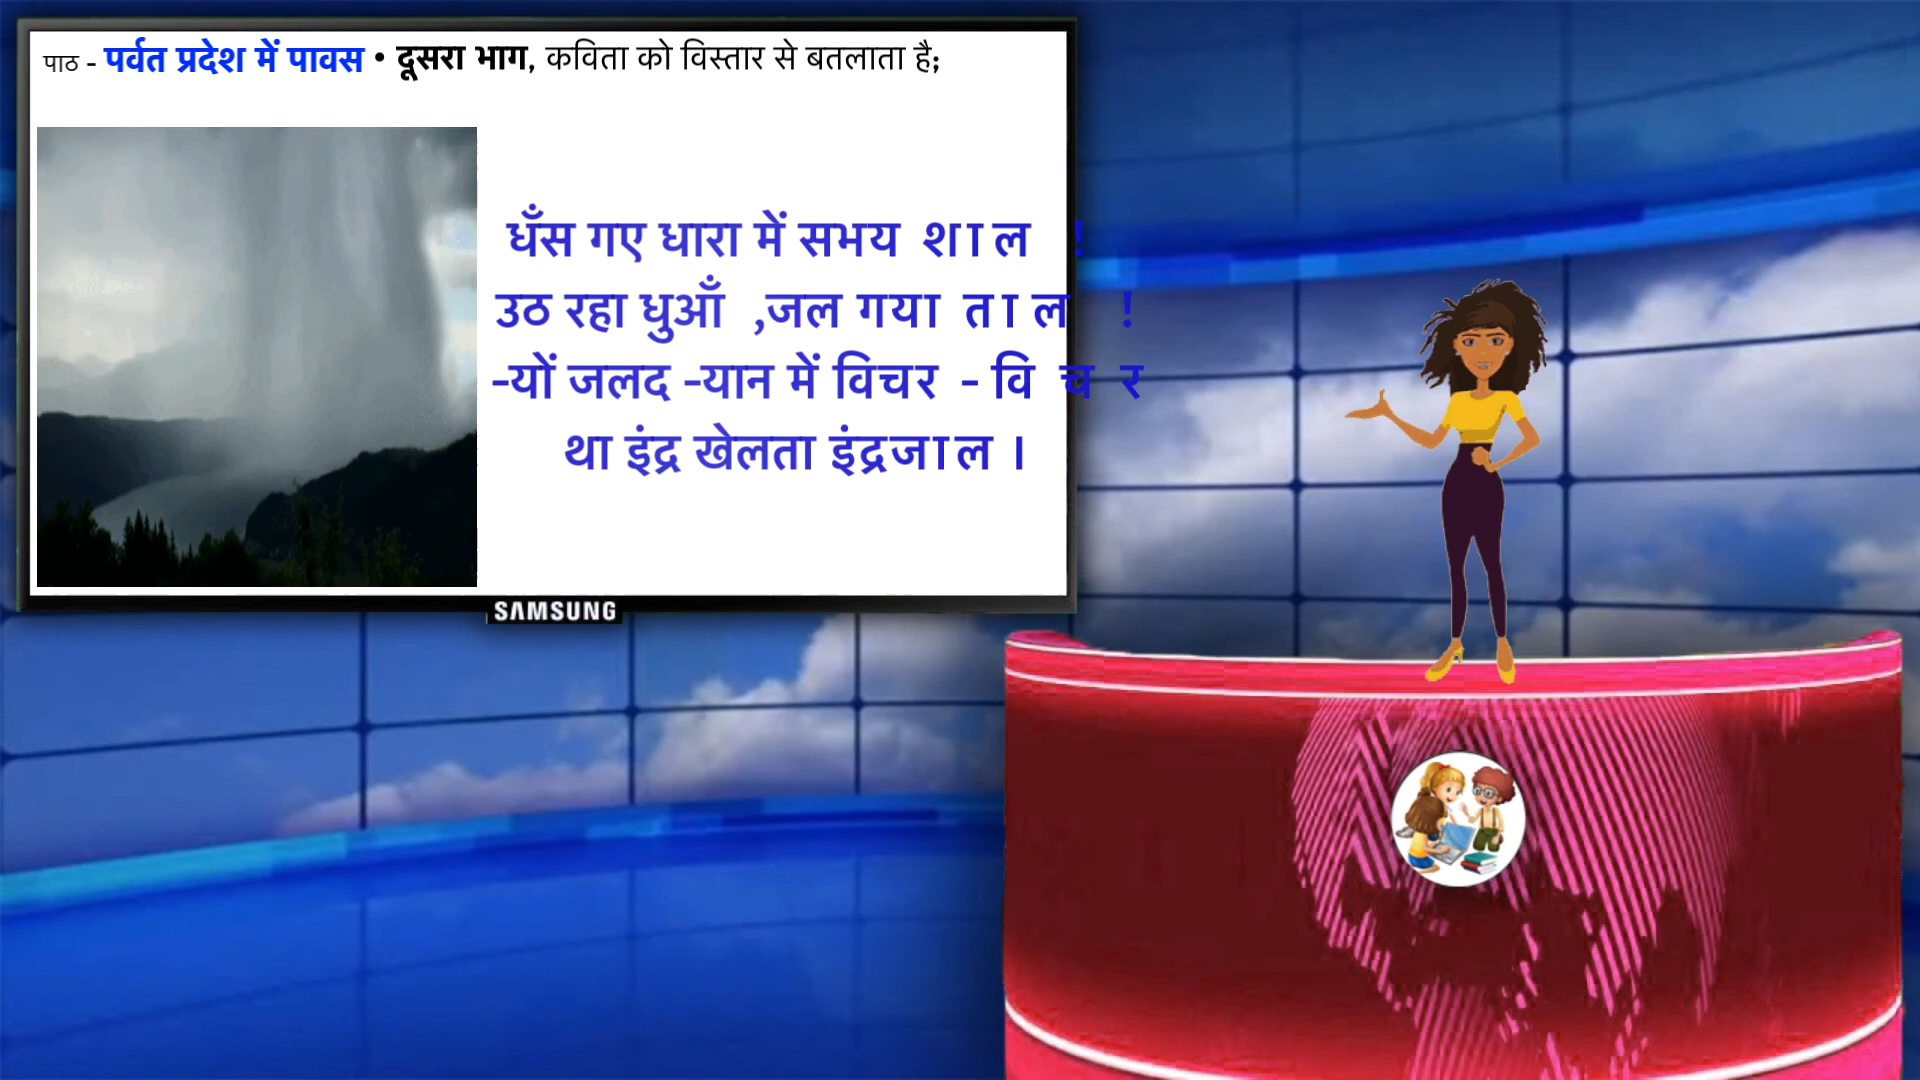 पाठ - पर्वत प्रदेश में पावस • दूसरा भाग, कविता को विस्तार से बतलाता है;
धँस गए धारा में सभय शाल !
उठ रहा धुआँ ,जल गया ताल !
-यों जलद -यान में विचर - विचर
था इंद्र खेलता इंद्रजाल ।
SAMSUNG